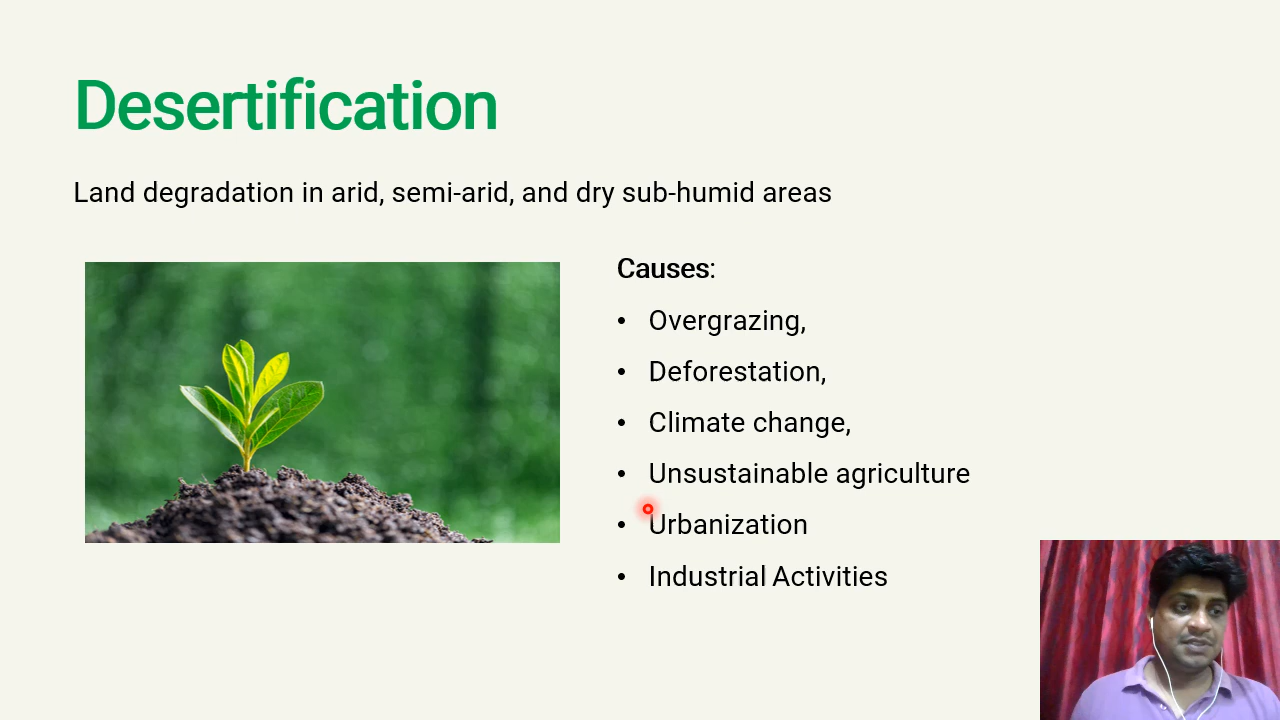 Desertification
Land degradation in arid, semi-arid, and dry sub-humid areas
Causes:
• Overgrazing,
• Deforestation,
• Climate change,
• Unsustainable agriculture
• Urbanization
• Industrial Activities